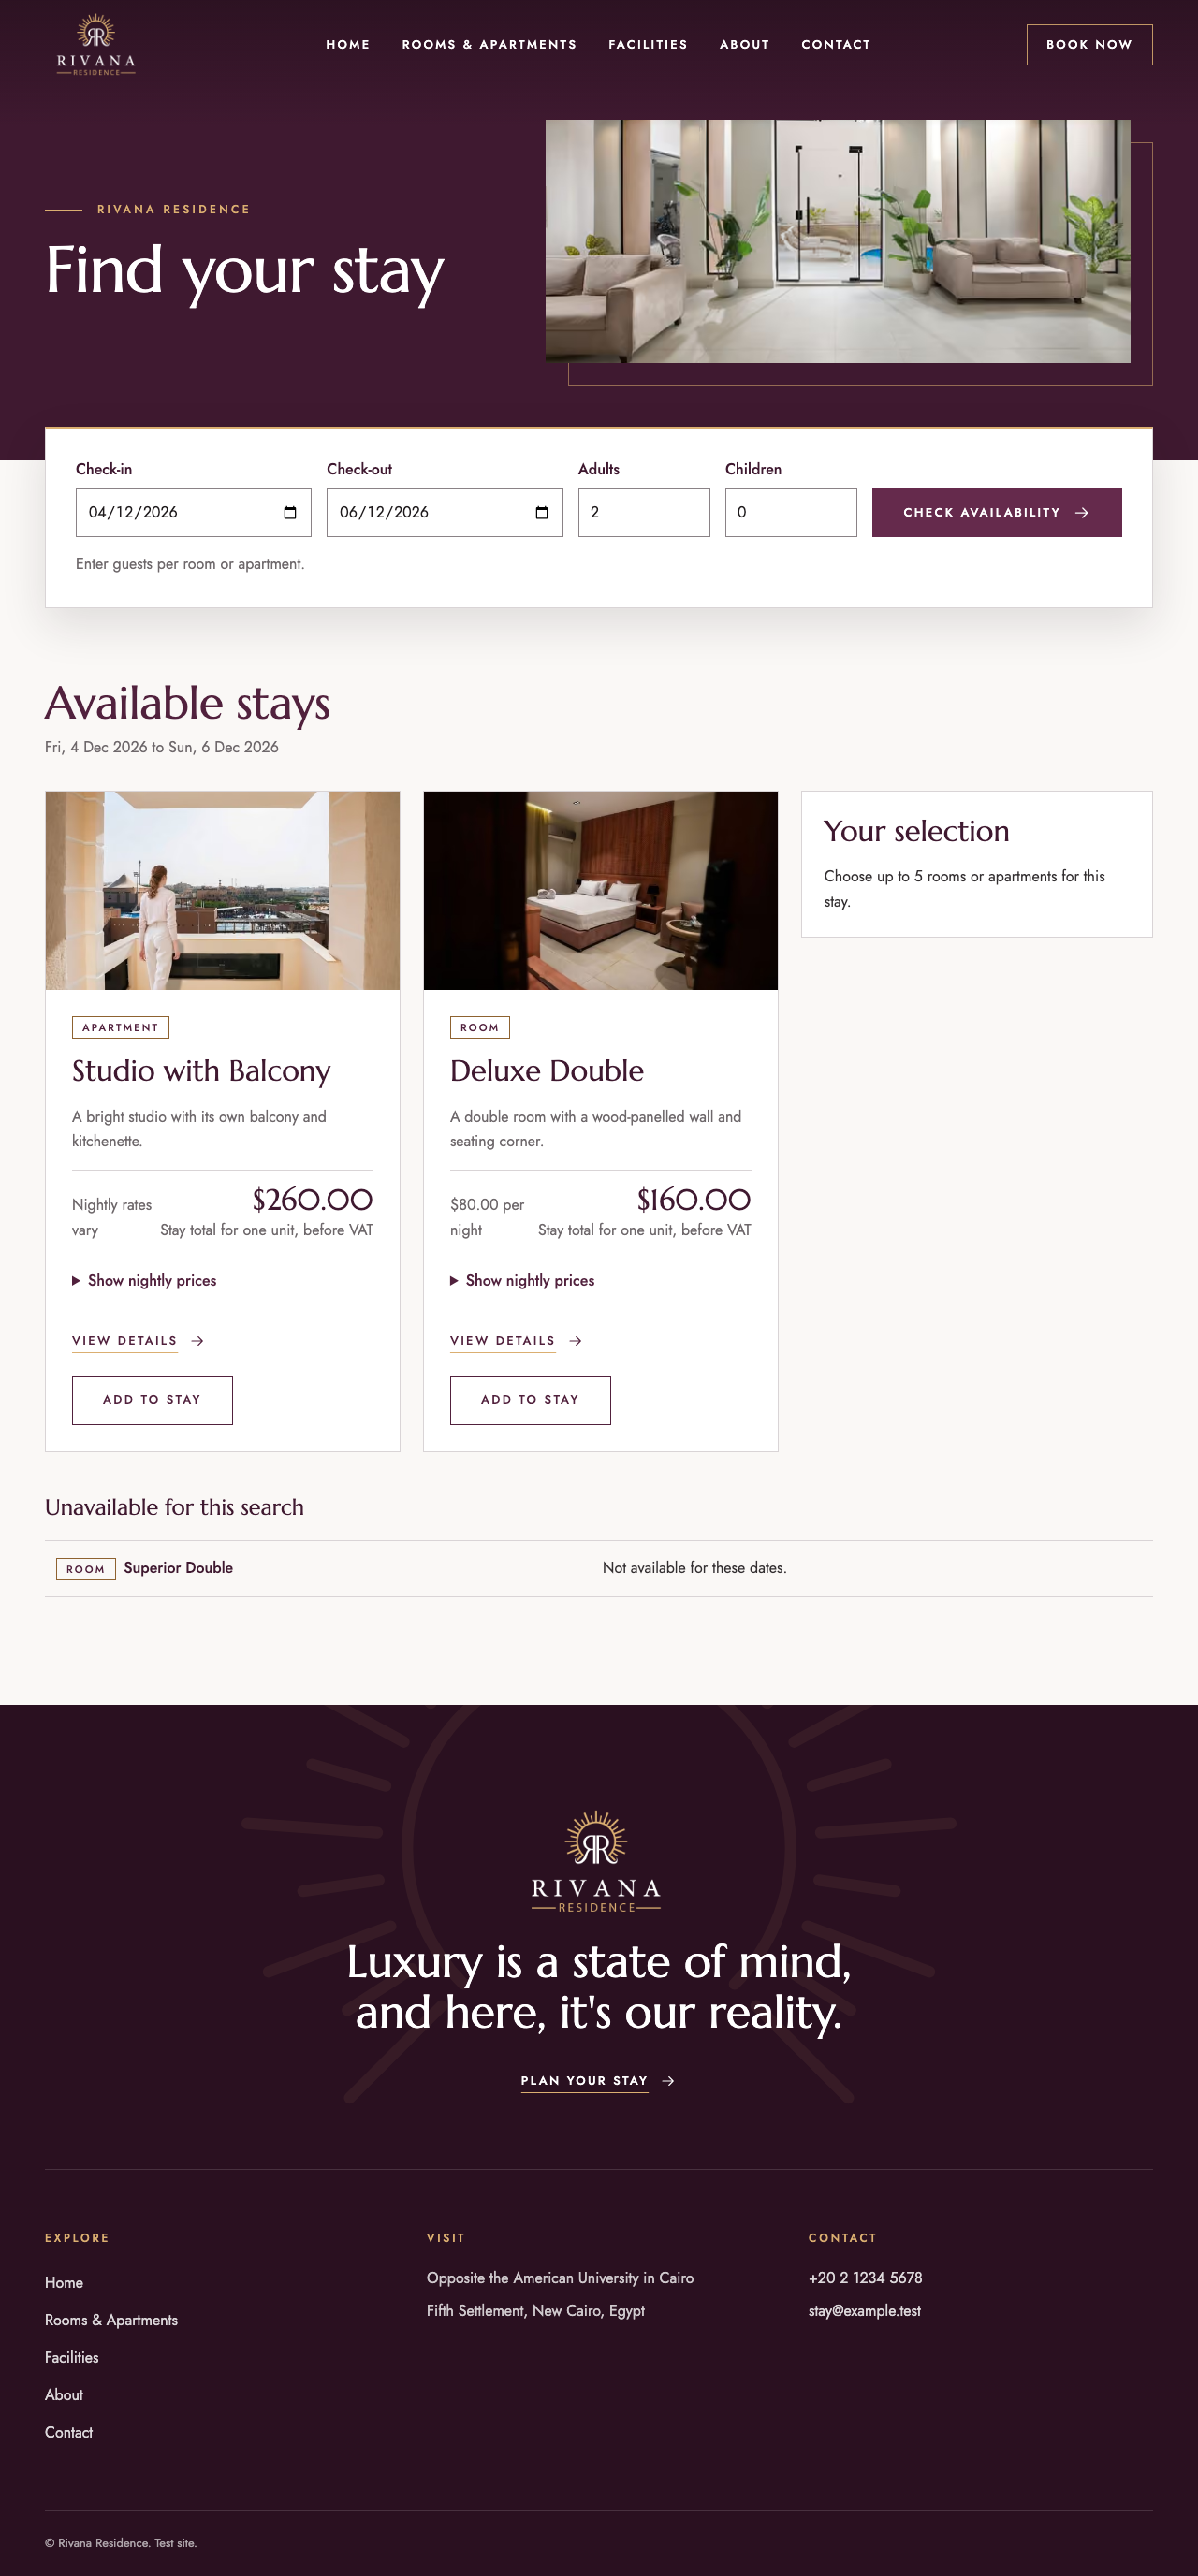 RIVANA
RESIDENCE
HOME
ROOMS & APARTMENTS
FACILITIES
ABOUT
CONTACT
BOOK NOW
RIVANA RESIDENCE
Find your stay
Check-in
Check-out
Adults
Children
04/12/2026
06/12/2026
2
0
CHECK AVAILABILITY
Enter guests per room or apartment.
Available stays
Fri, 4 Dec 2026 to Sun, 6 Dec 2026
APARTMENT
Studio with Balcony
A bright studio with its own balcony and
kitchenette.
Nightly rates
vary
$260.00
Stay total for one unit, before VAT
Show nightly prices
VIEW DETAILS
ADD TO STAY
ROOM
Deluxe Double
A double room with a wood-panelled wall and
seating corner.
$80.00 per
night
$160.00
Stay total for one unit, before VAT
Show nightly prices
VIEW DETAILS
ADD TO STAY
Your selection
Choose up to 5 rooms or apartments for this
stay.
Unavailable for this search
ROOM Superior Double
Not available for these dates.
RIVANA
RESIDENCE
Luxury is a state of mind,
and here, it's our reality.
PLAN YOUR STAY
EXPLORE
Home
Rooms & Apartments
Facilities
About
Contact
VISIT
Opposite the American University in Cairo
Fifth Settlement, New Cairo, Egypt
CONTACT
+20 2 1234 5678
stay@example.test
© Rivana Residence. Test site.